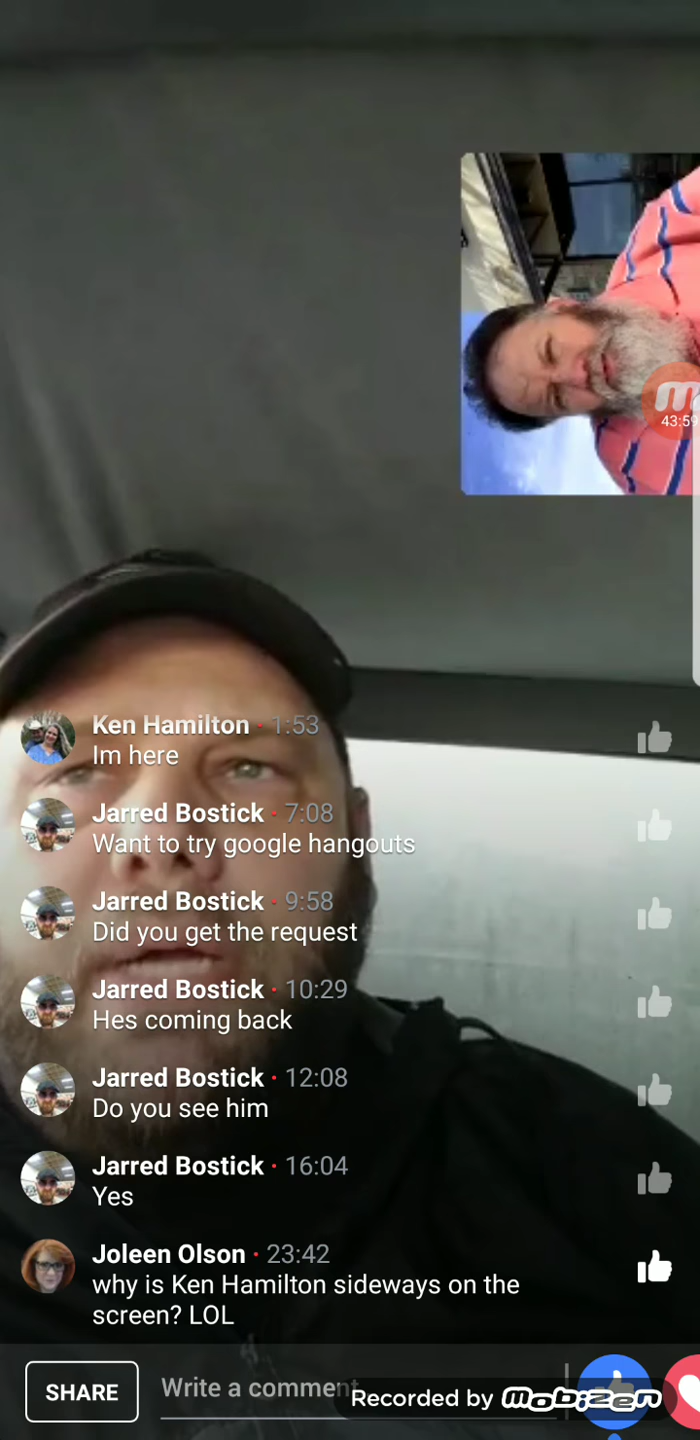 43:59
Ken Hamilton · 1:53
Im here
Jarred Bostick · 7:08
Want to try google hangouts
Jarred Bostick · 9:58
Did you get the request
Jarred Bostick · 10:29
Hes coming back
Jarred Bostick · 12:08
Do you see him
Jarred Bostick · 16:04
Yes
Joleen Olson · 23:42
why is Ken Hamilton sideways on the
screen? LOL
SHARE
Write a comment
Recorded by mobizen